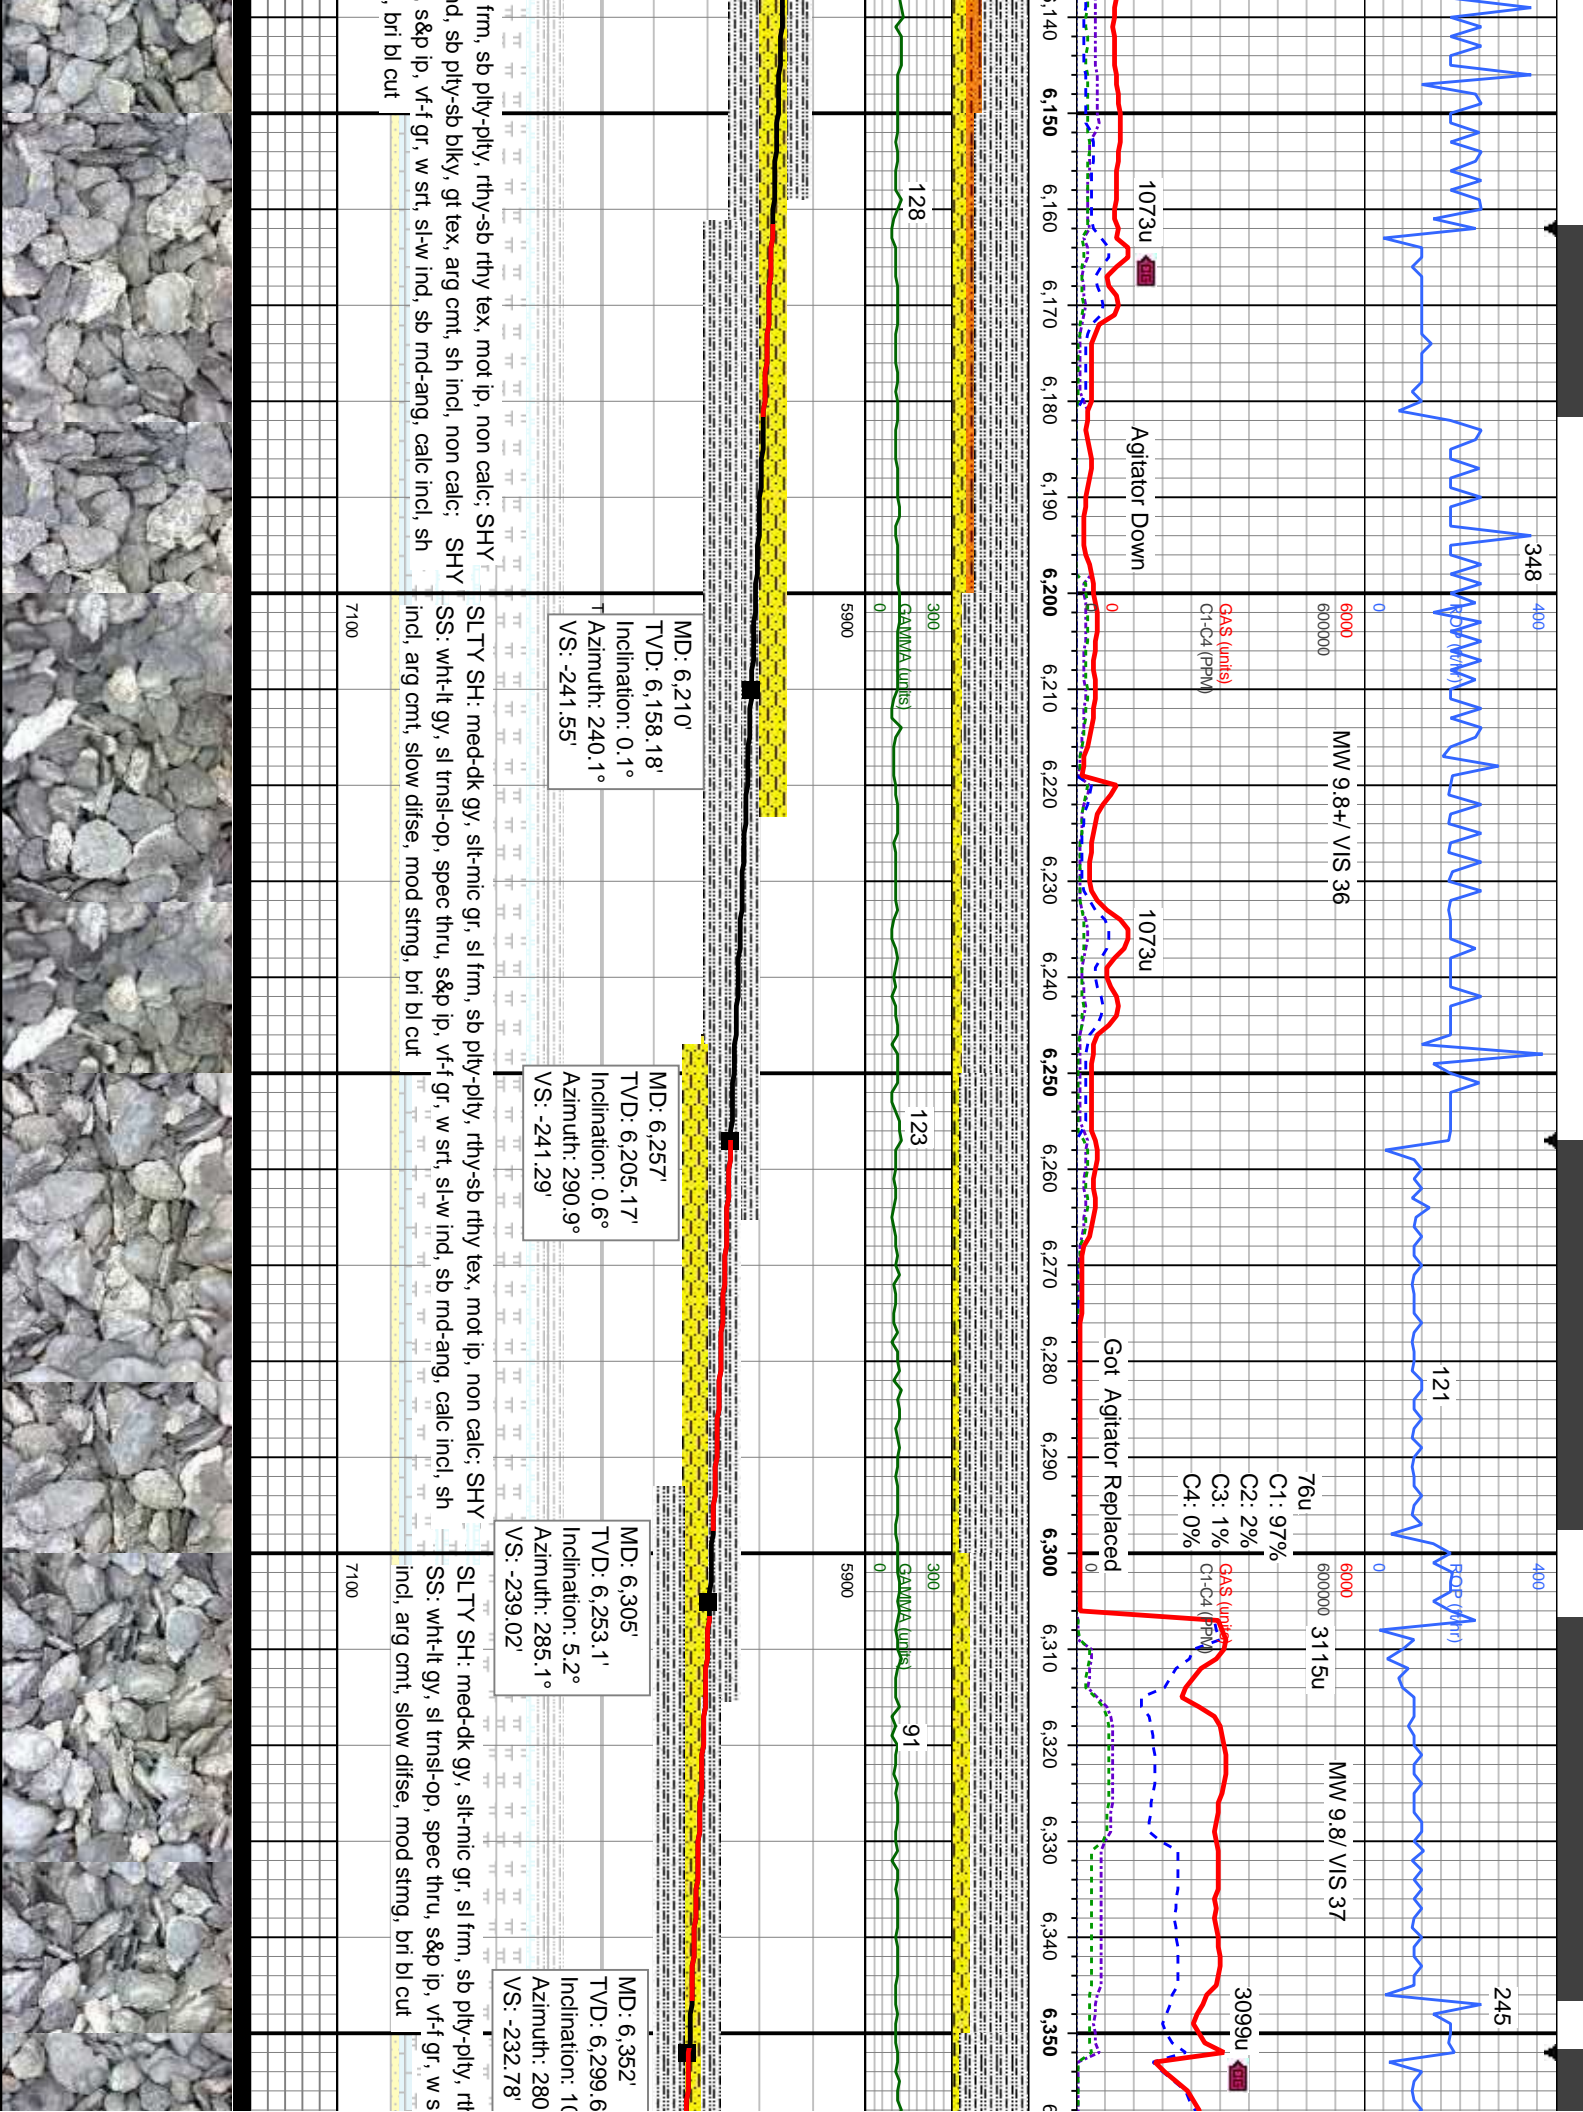 348
121
245
400
ROP (ft/hr)
0
400
ROP (ft/hr)
0
MW 9.8+/ VIS 36
MW 9.8/ VIS 37
6000
600000
GAS (units)
C1-C4 (PPM)
0
0
6000
600000
GAS (units)
C1-C4 (PPM)
0
3115u
3099u
76u
C1: 97%
C2: 2%
C3: 1%
C4: 0%
1073u
Agitator Down
1073u
Got Agitator Replaced
6,140
6,150
6,160
6,170
6,180
6,190
6,200
6,210
6,220
6,230
6,240
6,250
6,260
6,270
6,280
6,290
6,300
6,310
6,320
6,330
6,340
6,350
300
GAMMA (units)
0
300
GAMMA (units)
0
128
123
91
5900
5900
MD: 6,210'
TVD: 6,158.18'
Inclination: 0.1°
Azimuth: 240.1°
VS: -241.55'
MD: 6,257'
TVD: 6,205.17'
Inclination: 0.6°
Azimuth: 290.9°
VS: -241.29'
MD: 6,305'
TVD: 6,253.1'
Inclination: 5.2°
Azimuth: 285.1°
VS: -239.02'
MD: 6,352'
TVD: 6,299.6
Inclination: 10
Azimuth: 280
VS: -232.78'
frm, sb plty-plty, rthy-sb rthy tex, mot ip, non calc; SHY
nd, sb plty-sb blky, gt tex, arg cmt, sh incl, non calc; SHY
, s&p ip, vf-f gr, w srt, sl-w ind, sb rnd-ang, calc incl, sh
, bri bl cut
SLTY SH: med-dk gy, slt-mic gr, sl frm, sb plty-plty, rthy-sb rthy tex, mot ip, non calc; SHY
SS: wht-lt gy, sl trnsl-op, spec thru, s&p ip, vf-f gr, w srt, sl-w ind, sb rnd-ang, calc incl, sh
incl, arg cmt, slow difse, mod stmg, bri bl cut
SLTY SH: med-dk gy, slt-mic gr, sl frm, sb plty-plty, rth
SS: wht-lt gy, sl trnsl-op, spec thru, s&p ip, vf-f gr, w s
incl, arg cmt, slow difse, mod stmg, bri bl cut
7100
7100